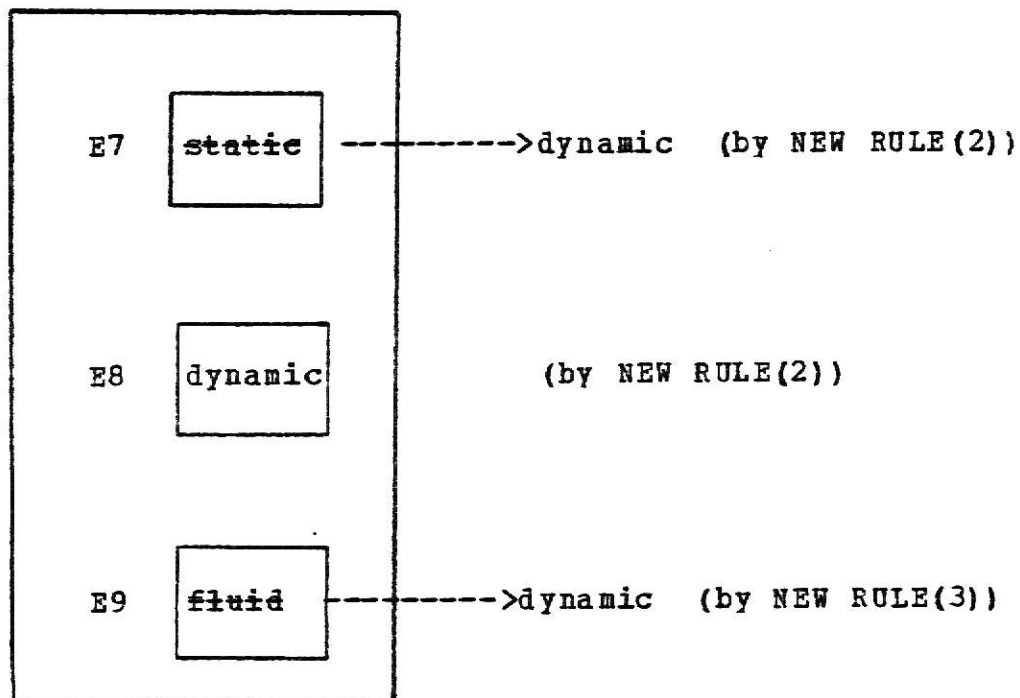 E7 static -------->dynamic (by NEW RULE(2))
E8 dynamic (by NEW RULE(2))
E9 fluid -------->dynamic (by NEW RULE(3))